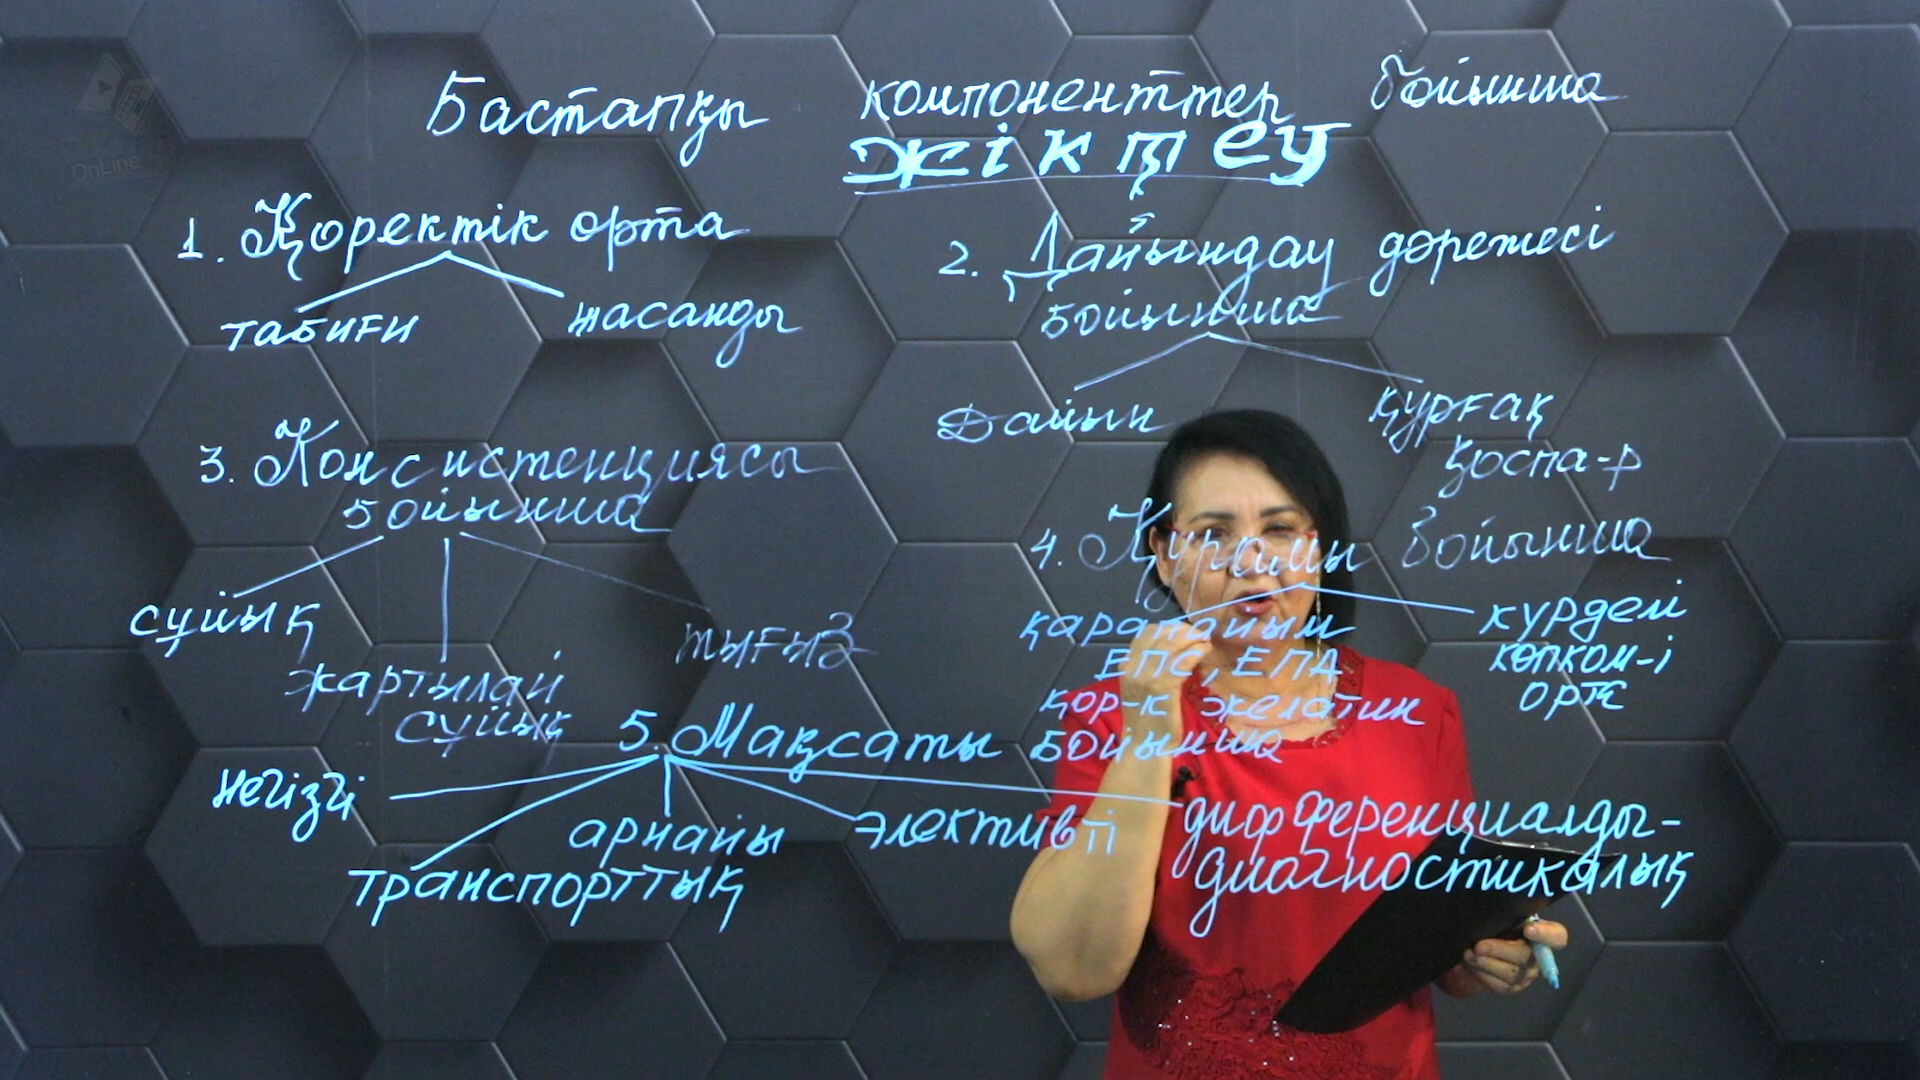 Бастапқы компоненттер бойынша
жіктеу
1. Қоректік орта
табиғи
жасанды
2. Дайындау дәрежесі
бойынша
Дайын
құрғақ
қоспа-р
3. Консистенциясы
бойынша
сұйық
жартылай
сұйық
тығыз
4. Құрамы бойынша
қарапайым
ЕПС, ЕПА
қор-к желатин
күрделі
көпком-і
орта
5. Мақсаты бойынша
негізгі
транспорттық
арнайы
элективті
дифференциалды-
диагностикалық
OnLine